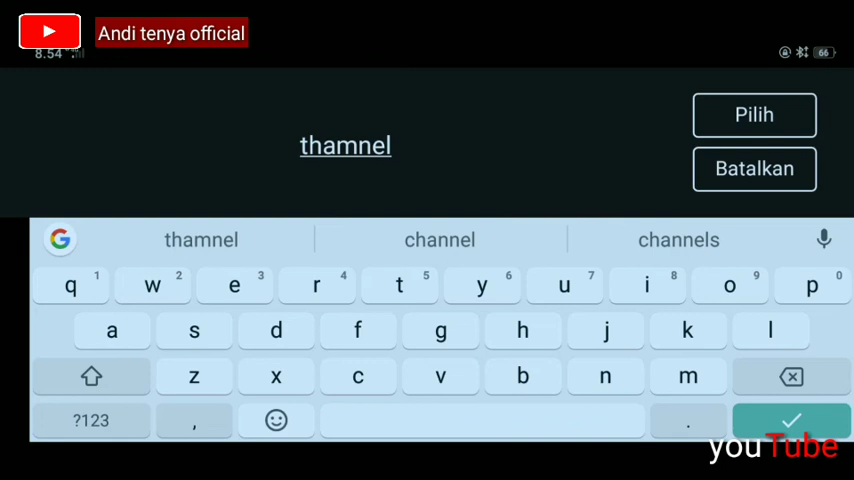 Andi tenya official
8.54
66
thamnel
Pilih
Batalkan
thamnel channel channels
q 1 w 2 e 3 r 4 t 5 y 6 u 7 i 8 o 9 p 0
a s d f g h j k l
z x c v b n m
?123 , .
youTube